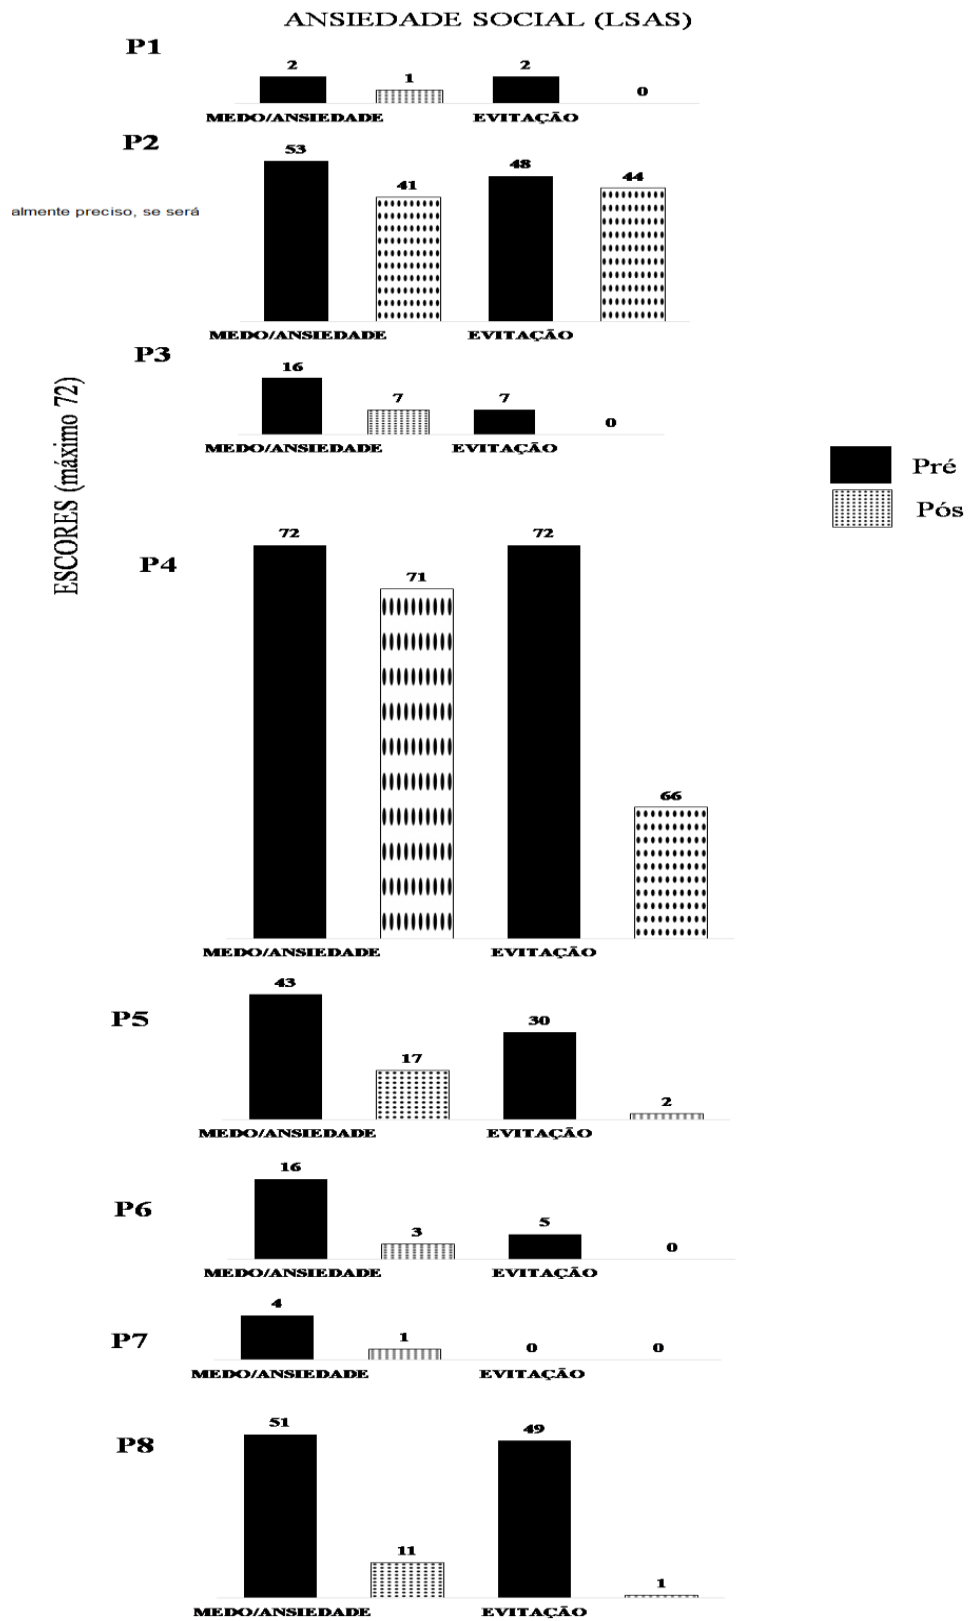 ANSIEDADE SOCIAL (LSAS)
P1
2 1 2 0
MEDO/ANSIEDADE EVITAÇÃO
P2
53 41 48 44
almente preciso, se será
MEDO/ANSIEDADE EVITAÇÃO
P3
16 7 7 0
MEDO/ANSIEDADE EVITAÇÃO
ESCORES (máximo 72)
Pré
Pós
P4
72 71 72 66
MEDO/ANSIEDADE EVITAÇÃO
P5
43 17 30 2
MEDO/ANSIEDADE EVITAÇÃO
P6
16 3 5 0
MEDO/ANSIEDADE EVITAÇÃO
P7
4 1 0 0
MEDO/ANSIEDADE EVITAÇÃO
P8
51 11 49 1
MEDO/ANSIEDADE EVITAÇÃO